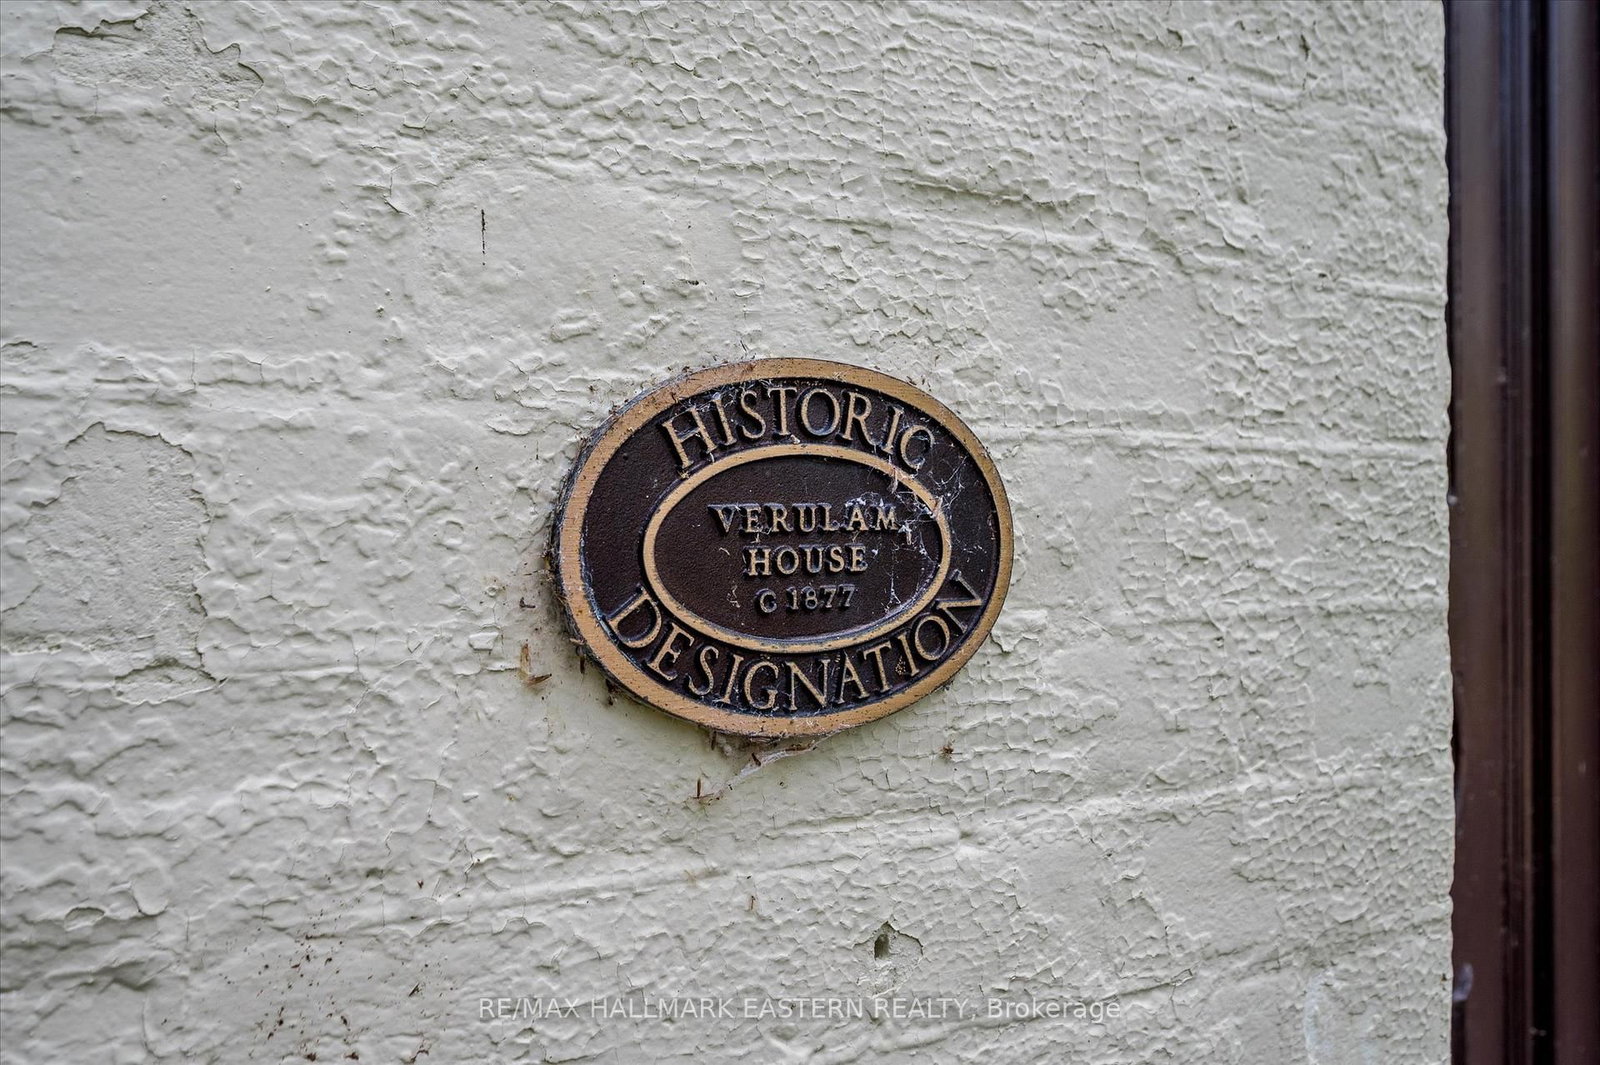 HISTORIC
VERULAM
HOUSE
C 1877
DESIGNATION
RE/MAX HALLMARK EASTERN REALTY, Brokerage